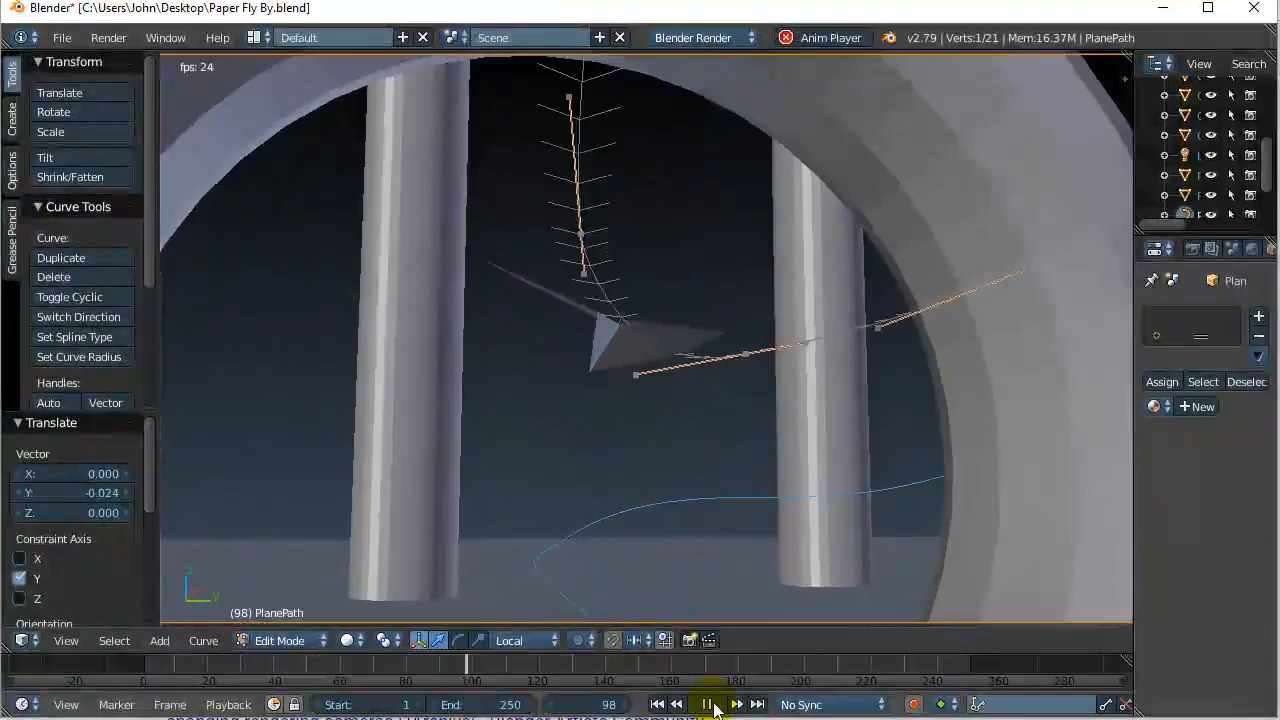 Blender* [C:\Users\John\Desktop\Paper Fly By.blend]
File Render Window Help Default Scene Blender Render Anim Player v2.79 | Verts:1/21 | Mem:16.37M | PlanePath
Tools
Create
Options
Grease Pencil
Transform
Translate
Rotate
Scale
Tilt
Shrink/Fatten
Curve Tools
Curve:
Duplicate
Delete
Toggle Cyclic
Switch Direction
Set Spline Type
Set Curve Radius
Handles:
Auto Vector
Translate
Vector
X: 0.000
Y: -0.024
Z: 0.000
Constraint Axis
X
Y
Z
Orientation
fps: 24
(98) PlanePath
View Search
Plan
Assign Select Deselec
New
View Select Add Curve Edit Mode Local
-20 0 20 40 60 80 100 120 140 160 180 200 220 240 260 280
View Marker Frame Playback Start: 1 End: 250 98 No Sync